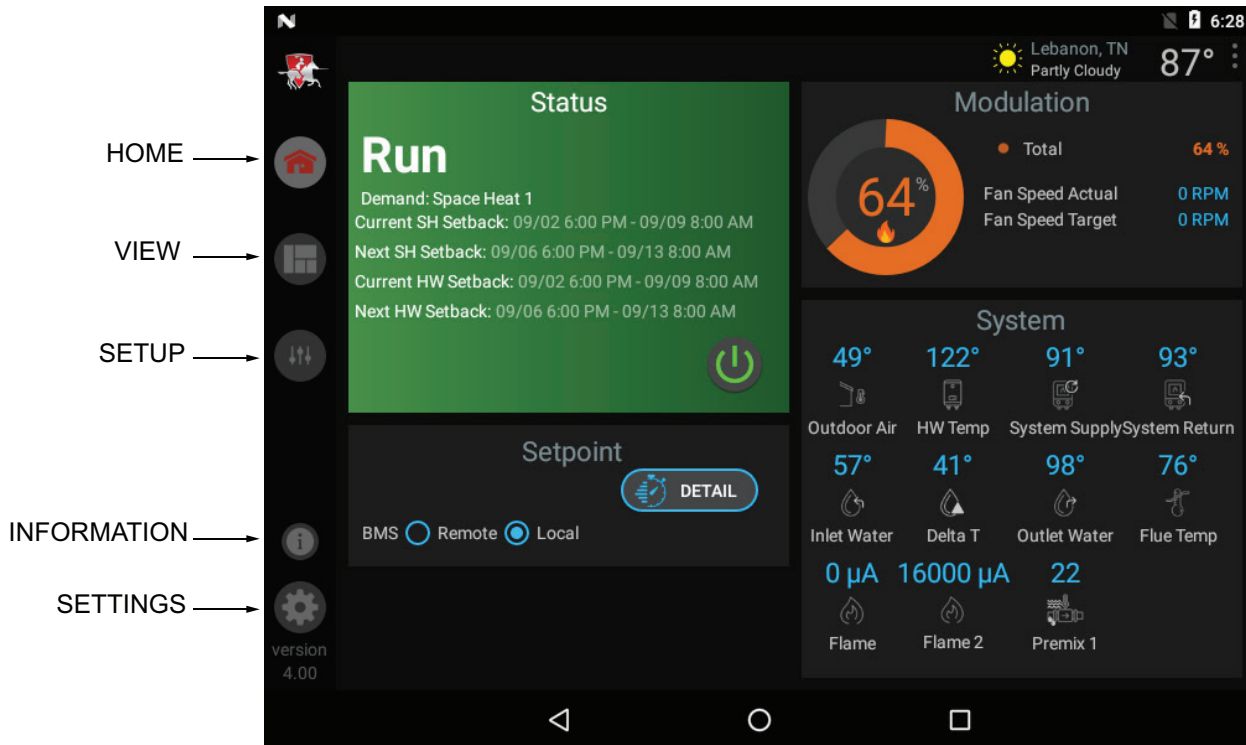 6:28
Lebanon, TN
Partly Cloudy
87°
HOME
VIEW
SETUP
INFORMATION
SETTINGS
version
4.00
Status
Run
Demand: Space Heat 1
Current SH Setback: 09/02 6:00 PM - 09/09 8:00 AM
Next SH Setback: 09/06 6:00 PM - 09/13 8:00 AM
Current HW Setback: 09/02 6:00 PM - 09/09 8:00 AM
Next HW Setback: 09/06 6:00 PM - 09/13 8:00 AM
Setpoint
DETAIL
BMS Remote Local
Modulation
64%
Total 64 %
Fan Speed Actual 0 RPM
Fan Speed Target 0 RPM
System
49° 122° 91° 93°
Outdoor Air HW Temp System Supply System Return
57° 41° 98° 76°
Inlet Water Delta T Outlet Water Flue Temp
0 µA 16000 µA 22
Flame Flame 2 Premix 1